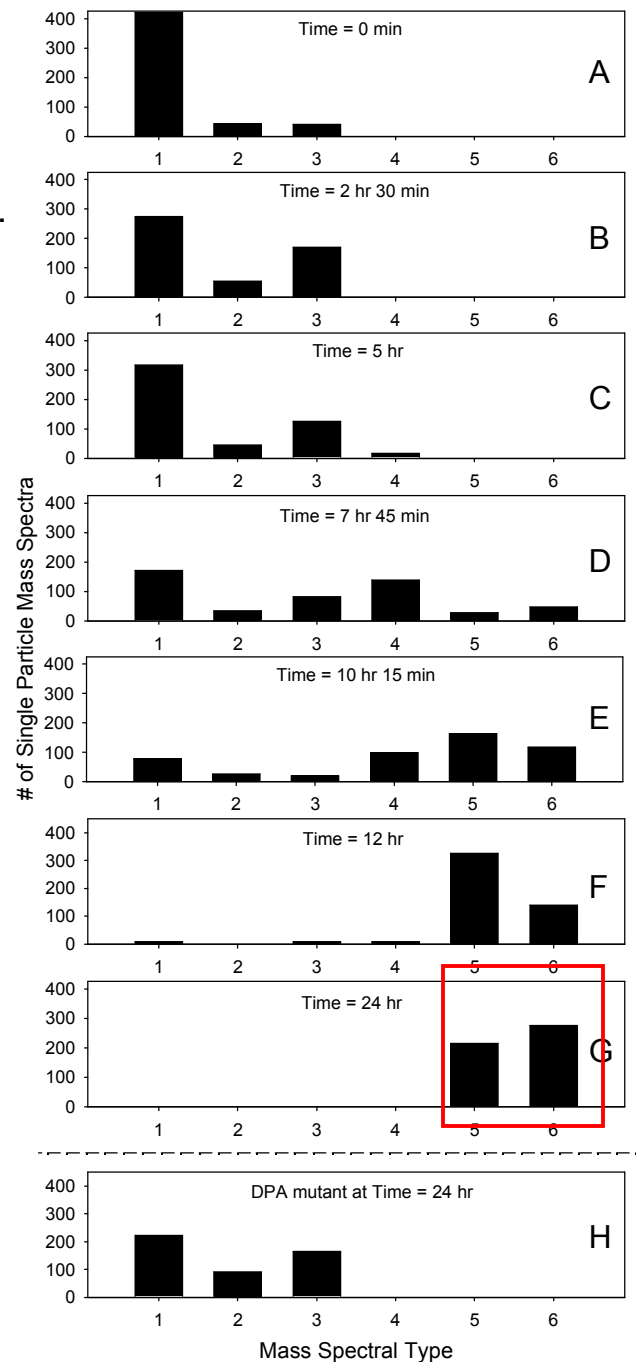 # of Single Particle Mass Spectra
400
Time = 0 min
300
A
200
100
0
1 2 3 4 5 6
400
Time = 2 hr 30 min
300
B
200
100
0
1 2 3 4 5 6
400
Time = 5 hr
300
C
200
100
0
1 2 3 4 5 6
400
Time = 7 hr 45 min
300
D
200
100
0
1 2 3 4 5 6
400
Time = 10 hr 15 min
300
E
200
100
0
1 2 3 4 5 6
400
Time = 12 hr
300
F
200
100
0
1 2 3 4 5 6
400
Time = 24 hr
300
G
200
100
0
1 2 3 4 5 6
400
DPA mutant at Time = 24 hr
300
H
200
100
0
1 2 3 4 5 6
Mass Spectral Type